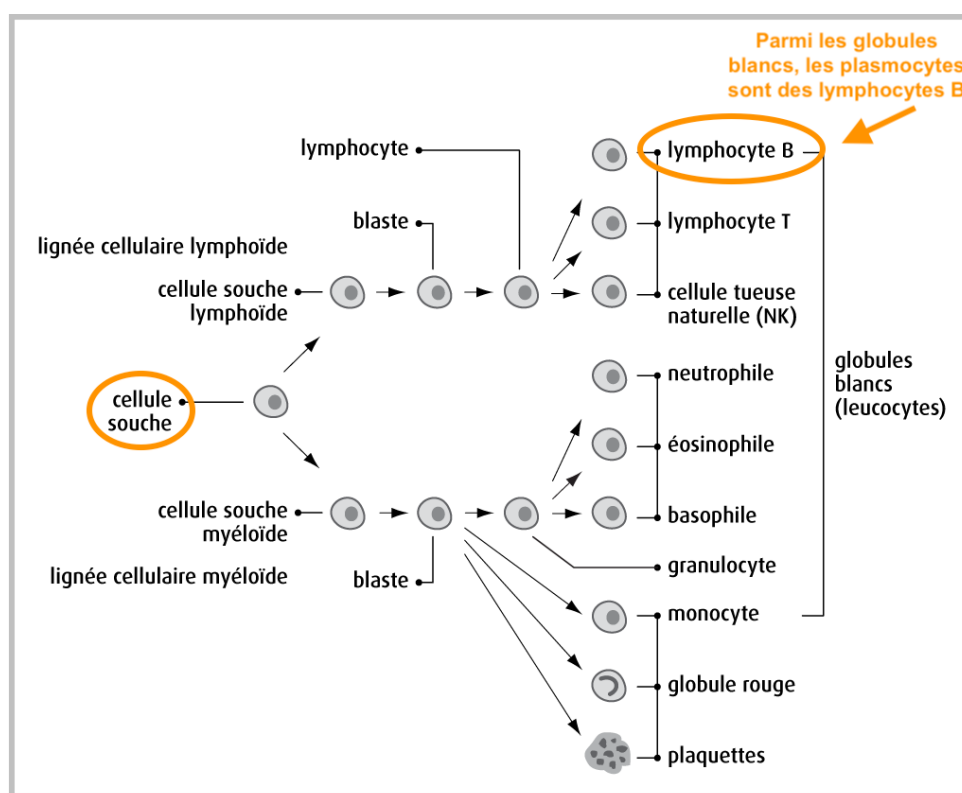 Parmi les globules
blancs, les plasmocytes
sont des lymphocytes B
lymphocyte
lymphocyte B
blaste
lymphocyte T
lignée cellulaire lymphoïde
cellule souche
lymphoïde
cellule tueuse
naturelle (NK)
globules
blancs
(leucocytes)
neutrophile
cellule
souche
éosinophile
cellule souche
myéloïde
basophile
lignée cellulaire myéloïde
blaste
granulocyte
monocyte
globule rouge
plaquettes